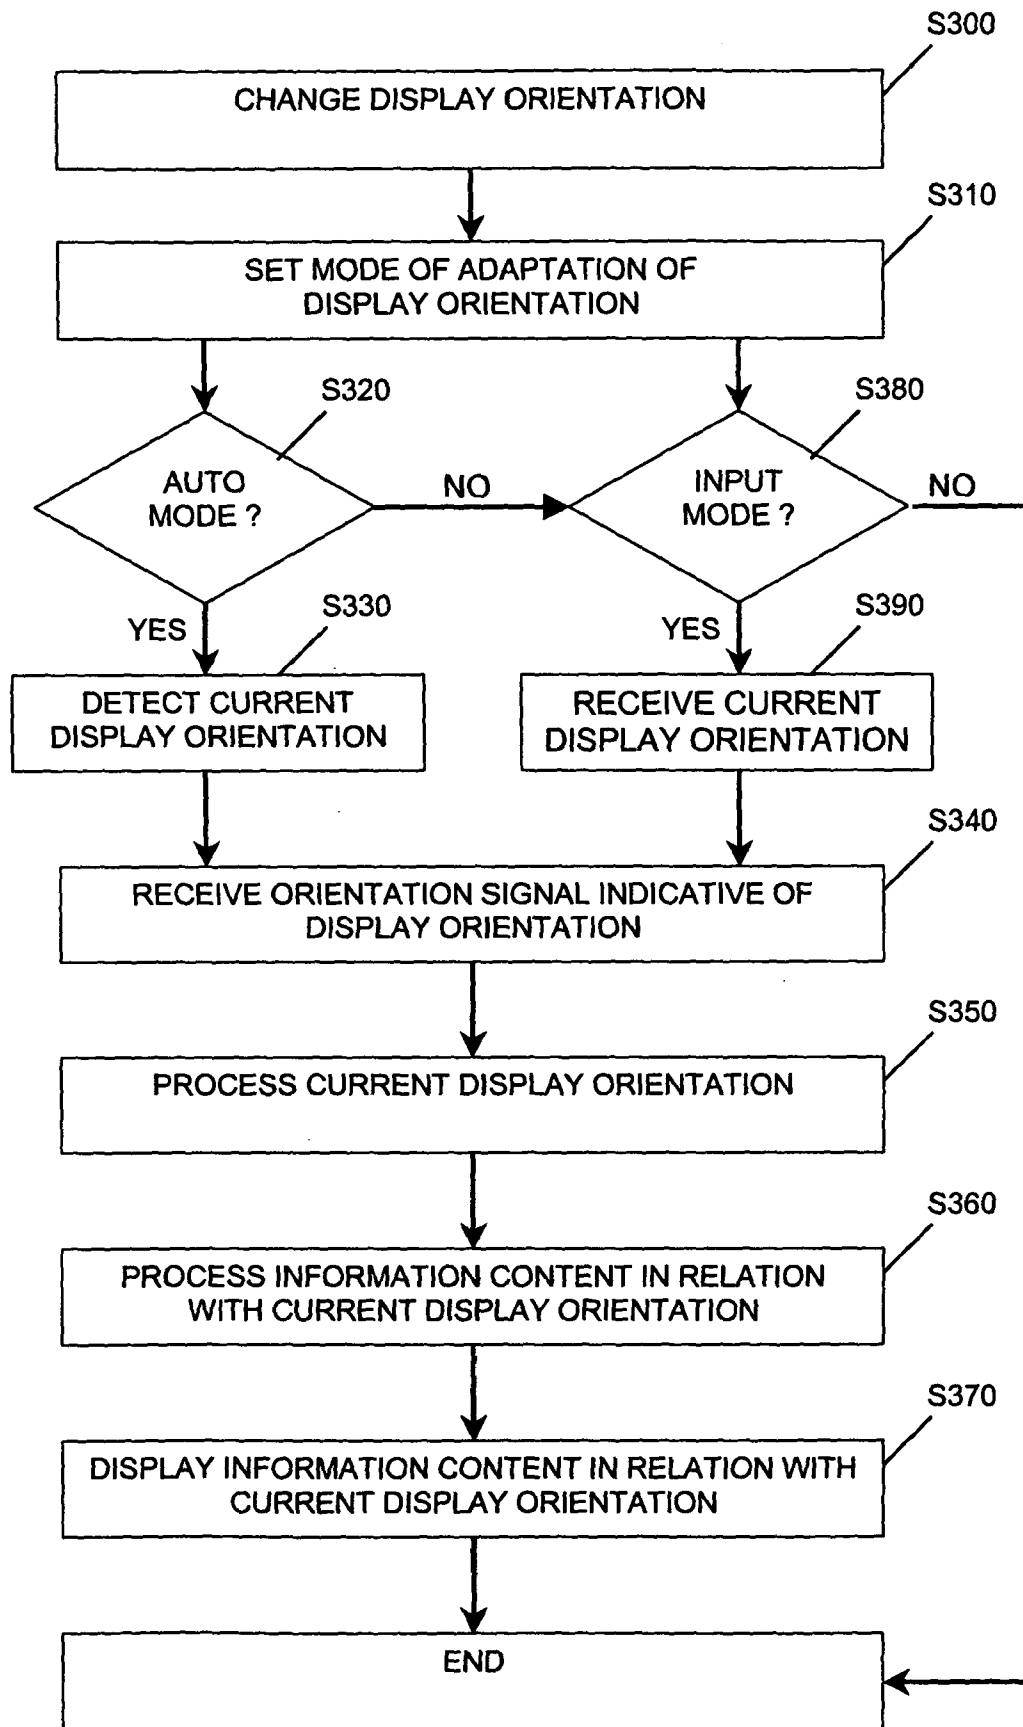 S300
CHANGE DISPLAY ORIENTATION
S310
SET MODE OF ADAPTATION OF
DISPLAY ORIENTATION
S320
AUTO
MODE ?
NO
S380
INPUT
MODE ?
NO
YES
S330
DETECT CURRENT
DISPLAY ORIENTATION
YES
S390
RECEIVE CURRENT
DISPLAY ORIENTATION
S340
RECEIVE ORIENTATION SIGNAL INDICATIVE OF
DISPLAY ORIENTATION
S350
PROCESS CURRENT DISPLAY ORIENTATION
S360
PROCESS INFORMATION CONTENT IN RELATION
WITH CURRENT DISPLAY ORIENTATION
S370
DISPLAY INFORMATION CONTENT IN RELATION WITH
CURRENT DISPLAY ORIENTATION
END